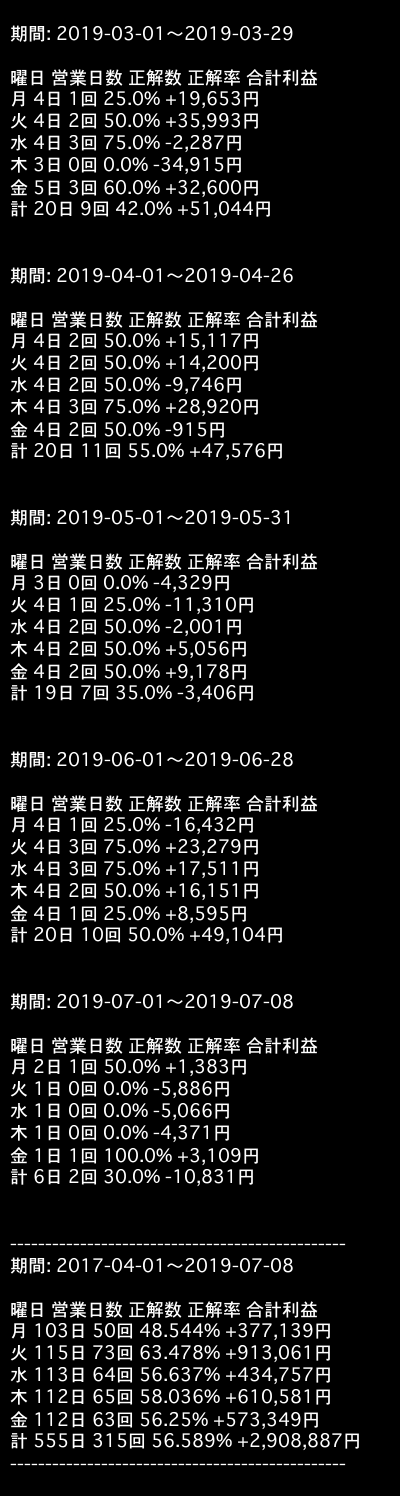 期間: 2019-03-01～2019-03-29
曜日 営業日数 正解数 正解率 合計利益
月 4日 1回 25.0% +19,653円
火 4日 2回 50.0% +35,993円
水 4日 3回 75.0% -2,287円
木 3日 0回 0.0% -34,915円
金 5日 3回 60.0% +32,600円
計 20日 9回 42.0% +51,044円
期間: 2019-04-01～2019-04-26
曜日 営業日数 正解数 正解率 合計利益
月 4日 2回 50.0% +15,117円
火 4日 2回 50.0% +14,200円
水 4日 2回 50.0% -9,746円
木 4日 3回 75.0% +28,920円
金 4日 2回 50.0% -915円
計 20日 11回 55.0% +47,576円
期間: 2019-05-01～2019-05-31
曜日 営業日数 正解数 正解率 合計利益
月 3日 0回 0.0% -4,329円
火 4日 1回 25.0% -11,310円
水 4日 2回 50.0% -2,001円
木 4日 2回 50.0% +5,056円
金 4日 2回 50.0% +9,178円
計 19日 7回 35.0% -3,406円
期間: 2019-06-01～2019-06-28
曜日 営業日数 正解数 正解率 合計利益
月 4日 1回 25.0% -16,432円
火 4日 3回 75.0% +23,279円
水 4日 3回 75.0% +17,511円
木 4日 2回 50.0% +16,151円
金 4日 1回 25.0% +8,595円
計 20日 10回 50.0% +49,104円
期間: 2019-07-01～2019-07-08
曜日 営業日数 正解数 正解率 合計利益
月 2日 1回 50.0% +1,383円
火 1日 0回 0.0% -5,886円
水 1日 0回 0.0% -5,066円
木 1日 0回 0.0% -4,371円
金 1日 1回 100.0% +3,109円
計 6日 2回 30.0% -10,831円
------------------------------------------------
期間: 2017-04-01～2019-07-08
曜日 営業日数 正解数 正解率 合計利益
月 103日 50回 48.544% +377,139円
火 115日 73回 63.478% +913,061円
水 113日 64回 56.637% +434,757円
木 112日 65回 58.036% +610,581円
金 112日 63回 56.25% +573,349円
計 555日 315回 56.589% +2,908,887円
------------------------------------------------